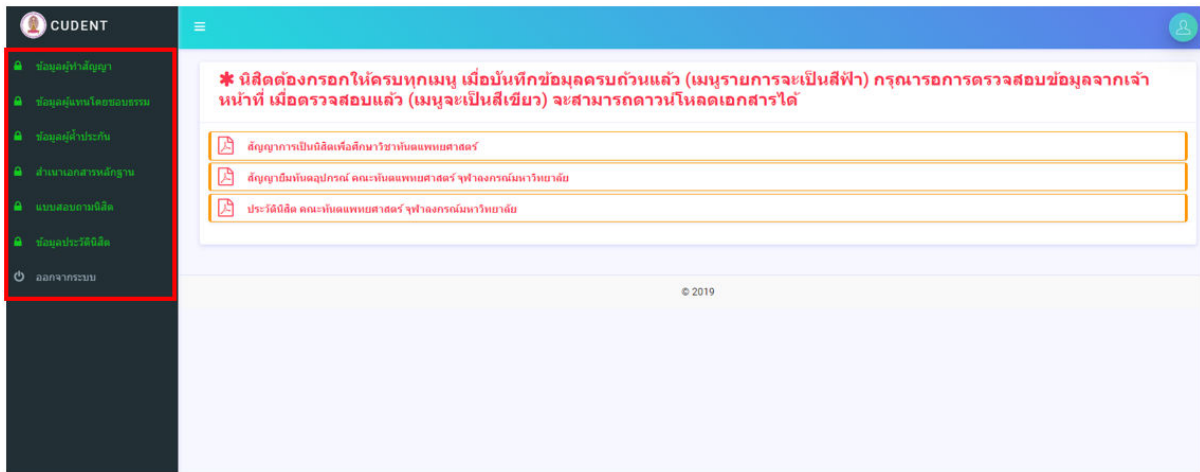 CUDENT
ข้อมูลผู้ทำสัญญา
ข้อมูลผู้แทนโดยชอบธรรม
ข้อมูลผู้ค้ำประกัน
สำเนาเอกสารหลักฐาน
แบบสอบถามนิสิต
ข้อมูลประวัตินิสิต
ออกจากระบบ
✱ นิสิตต้องกรอกให้ครบทุกเมนู เมื่อบันทึกข้อมูลครบถ้วนแล้ว (เมนูรายการจะเป็นสีฟ้า) กรุณารอการตรวจสอบข้อมูลจากเจ้า
หน้าที่ เมื่อตรวจสอบแล้ว (เมนูจะเป็นสีเขียว) จะสามารถดาวน์โหลดเอกสารได้
สัญญาการเป็นนิสิตเพื่อศึกษาวิชาทันตแพทยศาสตร์
สัญญายืมทันตอุปกรณ์ คณะทันตแพทยศาสตร์ จุฬาลงกรณ์มหาวิทยาลัย
ประวัตินิสิต คณะทันตแพทยศาสตร์ จุฬาลงกรณ์มหาวิทยาลัย
© 2019